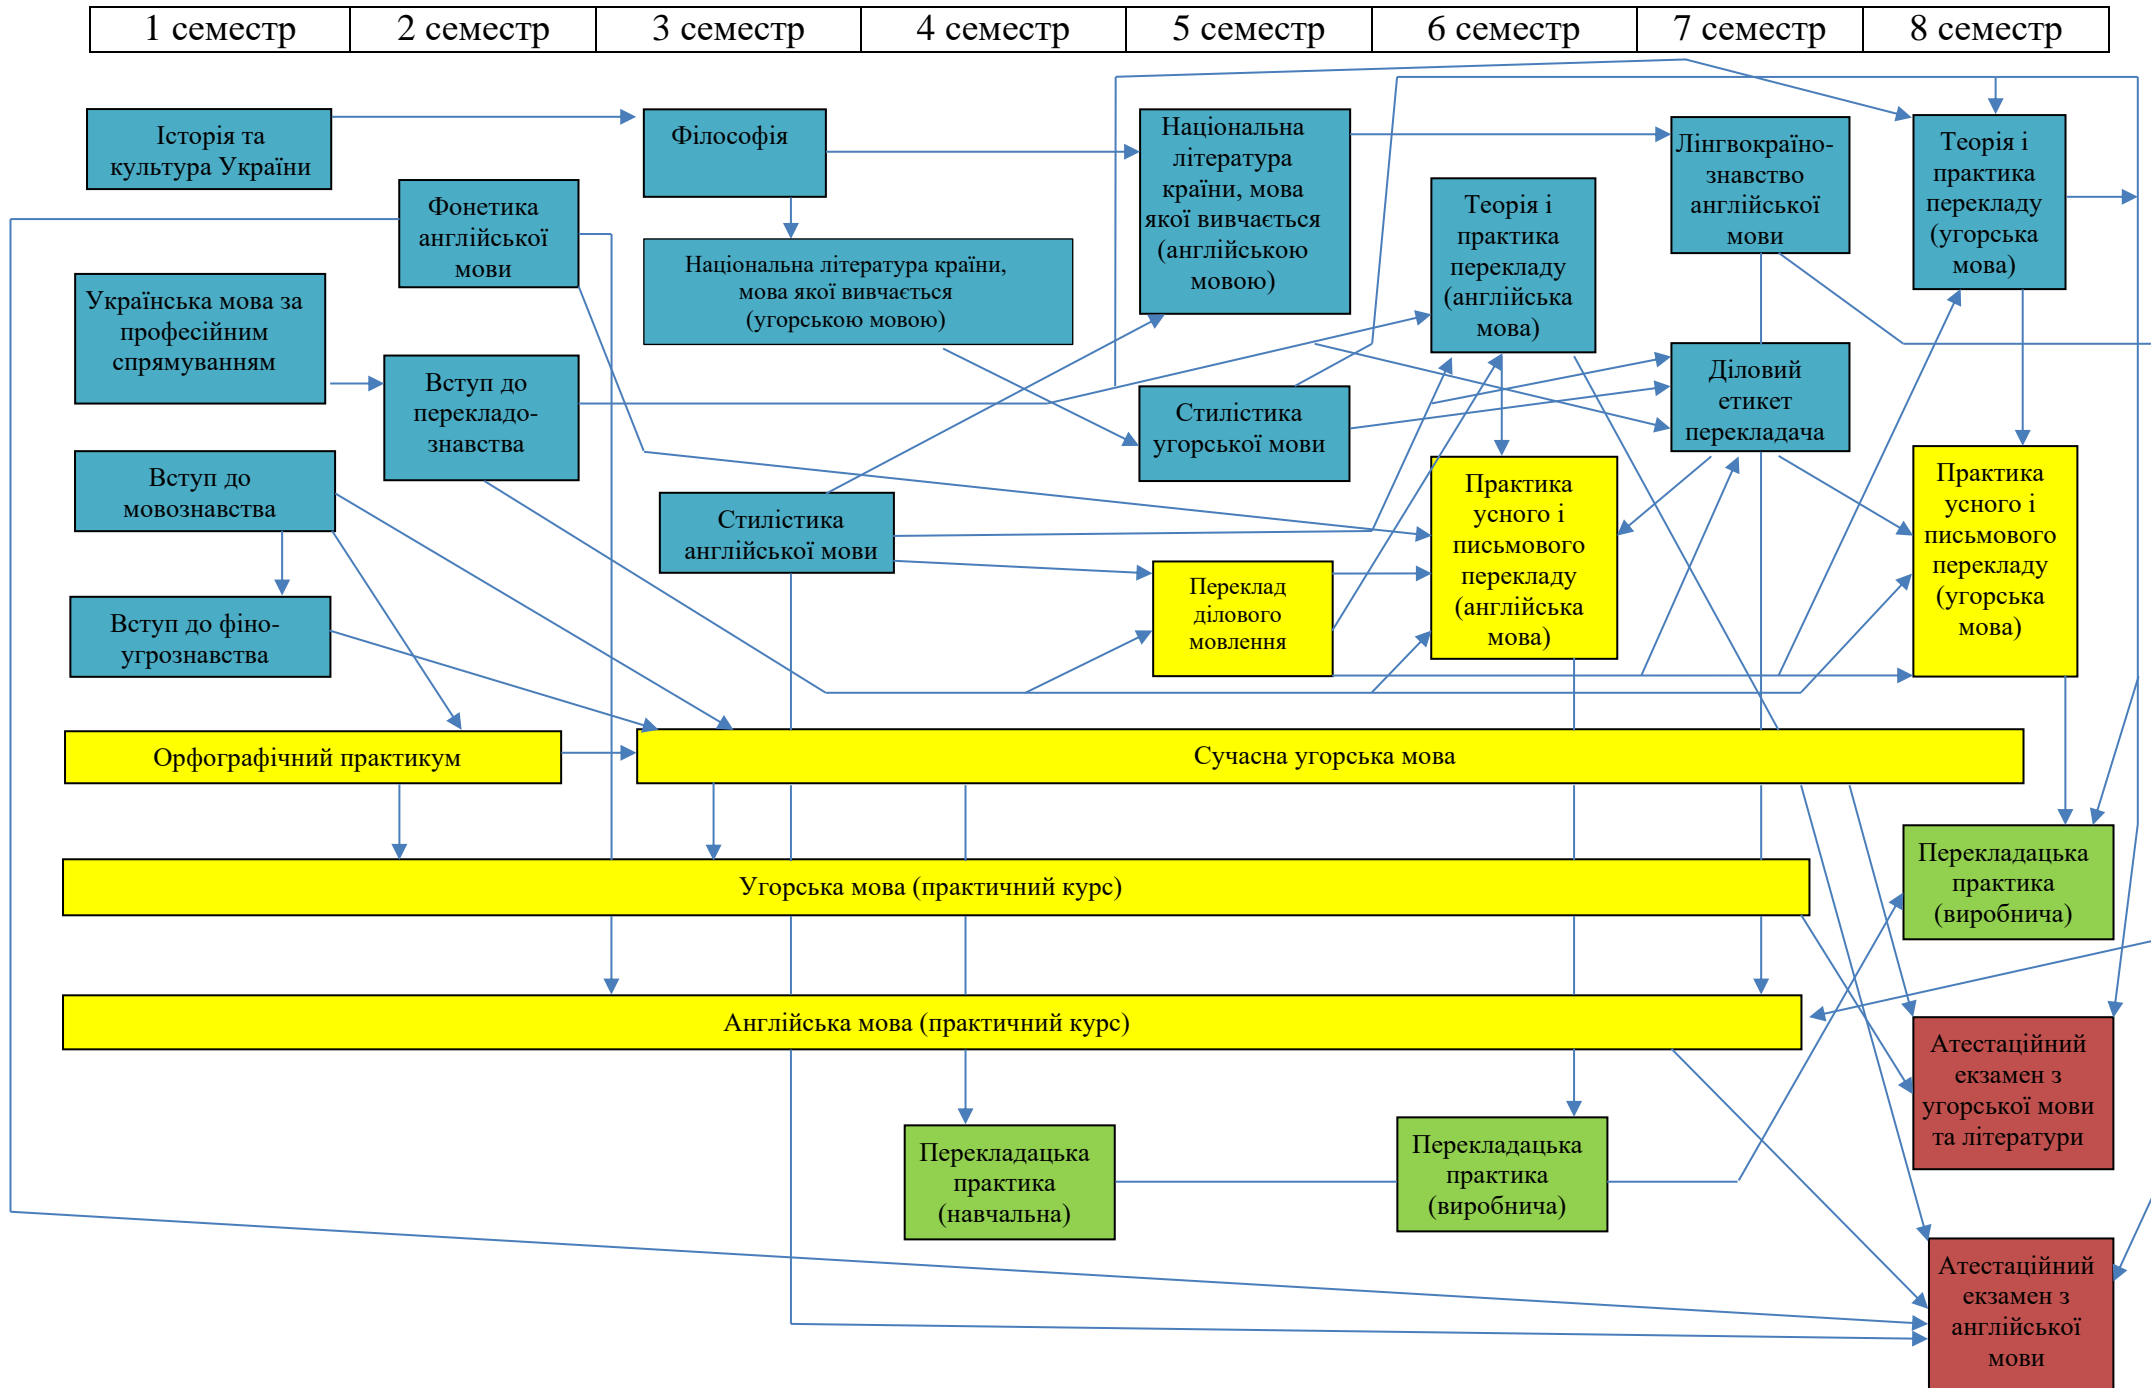 1 семестр
2 семестр
3 семестр
4 семестр
5 семестр
6 семестр
7 семестр
8 семестр
Історія та
культура України
Філософія
Національна
література
країни, мова
якої вивчається
(англійською
мовою)
Лінгвокраїно-
знавство
англійської
мови
Теорія і
практика
перекладу
(угорська
мова)
Фонетика
англійської
мови
Теорія і
практика
перекладу
(англійська
мова)
Національна література країни,
мова якої вивчається
(угорською мовою)
Українська мова за
професійним
спрямуванням
Вступ до
перекладо-
знавства
Стилістика
угорської мови
Діловий
етикет
перекладача
Вступ до
мовознавства
Стилістика
англійської мови
Практика
усного і
письмового
перекладу
(англійська
мова)
Практика
усного і
письмового
перекладу
(угорська
мова)
Переклад
ділового
мовлення
Вступ до фіно-
угрознавства
Орфографічний практикум
Сучасна угорська мова
Угорська мова (практичний курс)
Перекладацька
практика
(виробнича)
Англійська мова (практичний курс)
Атестаційний
екзамен з
угорської мови
та літератури
Перекладацька
практика
(навчальна)
Перекладацька
практика
(виробнича)
Атестаційний
екзамен з
англійської
мови